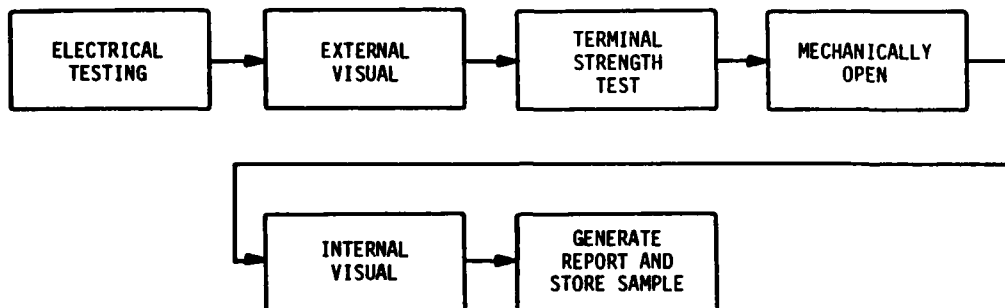 ELECTRICAL
TESTING
EXTERNAL
VISUAL
TERMINAL
STRENGTH
TEST
MECHANICALLY
OPEN
INTERNAL
VISUAL
GENERATE
REPORT AND
STORE SAMPLE